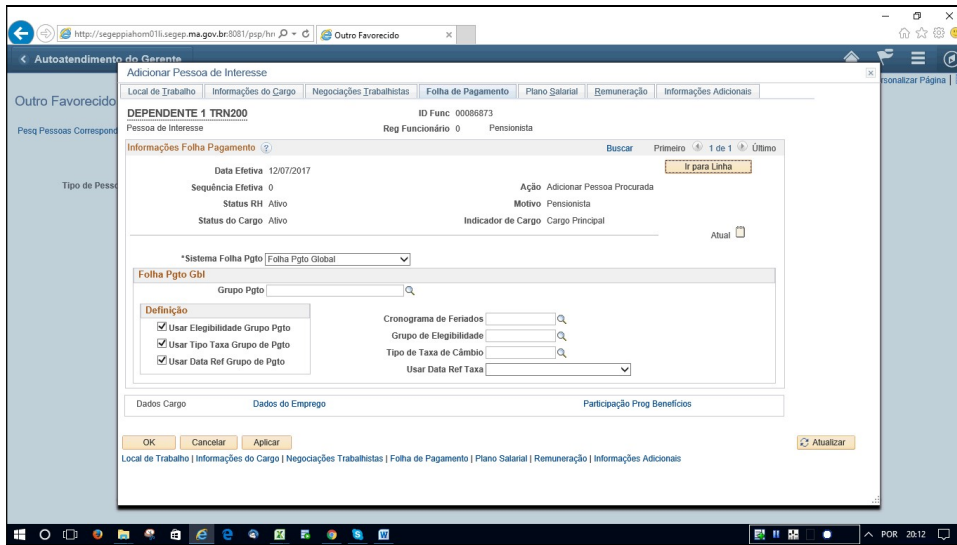 http://segeppiahom01li.segep.ma.gov.br:8081/psp/hn
Outro Favorecido
Autoatendimento do Gerente
Adicionar Pessoa de Interesse
rsonalizar Página |
Local de Trabalho Informações do Cargo Negociações Trabalhistas Folha de Pagamento Plano Salarial Remuneração Informações Adicionais
Outro Favorecido
DEPENDENTE 1 TRN200 ID Func 00086873
Pesq Pessoas Correspond
Pessoa de Interesse Reg Funcionário 0 Pensionista
Informações Folha Pagamento ? Buscar Primeiro 1 de 1 Último
Data Efetiva 12/07/2017 Ir para Linha
Tipo de Pesso
Sequência Efetiva 0 Ação Adicionar Pessoa Procurada
Status RH Ativo Motivo Pensionista
Status do Cargo Ativo Indicador de Cargo Cargo Principal
Atual
*Sistema Folha Pgto Folha Pgto Global
Folha Pgto Gbl
Grupo Pgto
Definição
Usar Elegibilidade Grupo Pgto
Usar Tipo Taxa Grupo de Pgto
Usar Data Ref Grupo de Pgto
Cronograma de Feriados
Grupo de Elegibilidade
Tipo de Taxa de Câmbio
Usar Data Ref Taxa
Dados Cargo Dados do Emprego Participação Prog Benefícios
OK Cancelar Aplicar Atualizar
Local de Trabalho | Informações do Cargo | Negociações Trabalhistas | Folha de Pagamento | Plano Salarial | Remuneração | Informações Adicionais
POR 20:12